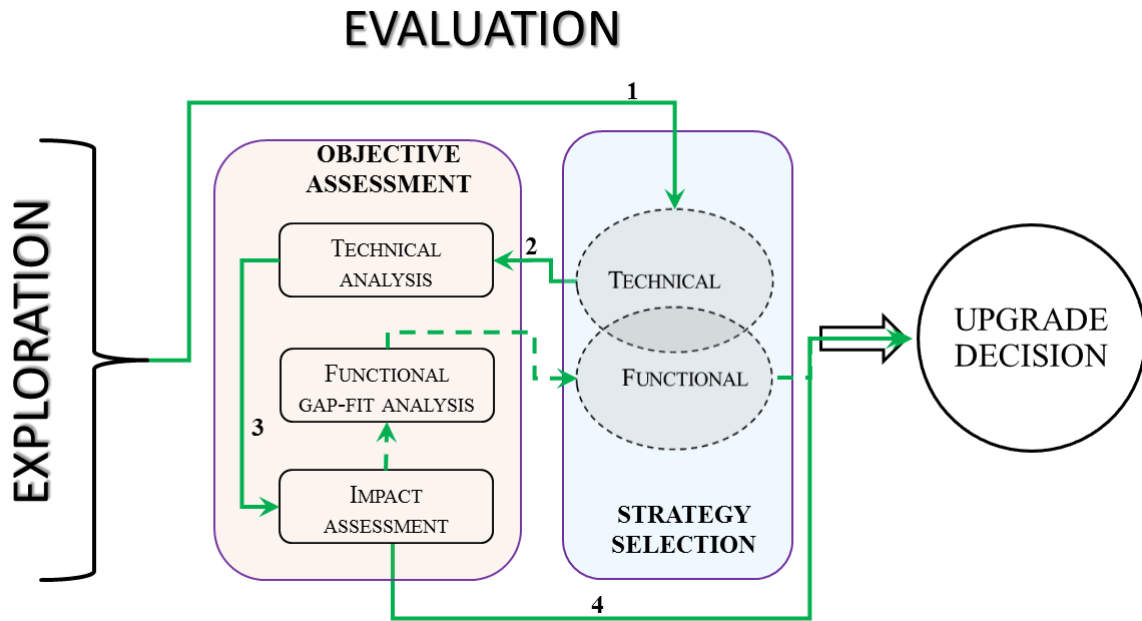 EVALUATION
EXPLORATION
1
OBJECTIVE
ASSESSMENT
TECHNICAL
ANALYSIS
2
TECHNICAL
FUNCTIONAL
GAP-FIT ANALYSIS
FUNCTIONAL
3
IMPACT
ASSESSMENT
STRATEGY
SELECTION
4
UPGRADE
DECISION